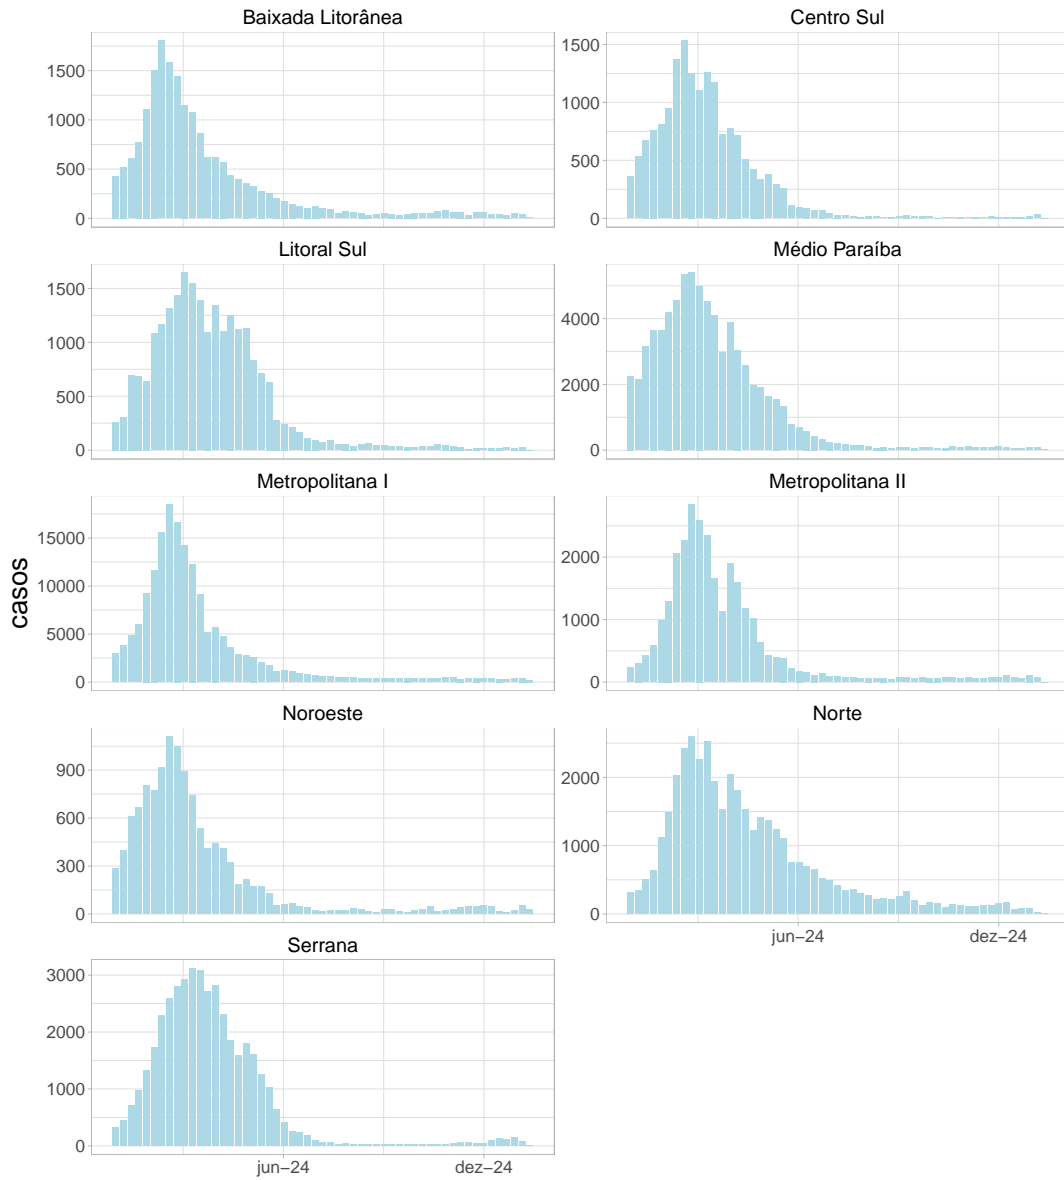 Baixada Litorânea
Centro Sul
1500
1000
500
0
1500
1000
500
0
Litoral Sul
Médio Paraíba
1500
1000
500
0
4000
2000
0
Metropolitana I
Metropolitana II
casos
15000
10000
5000
0
2000
1000
0
Noroeste
Norte
900
600
300
0
2000
1000
0
jun−24
dez−24
Serrana
3000
2000
1000
0
jun−24
dez−24